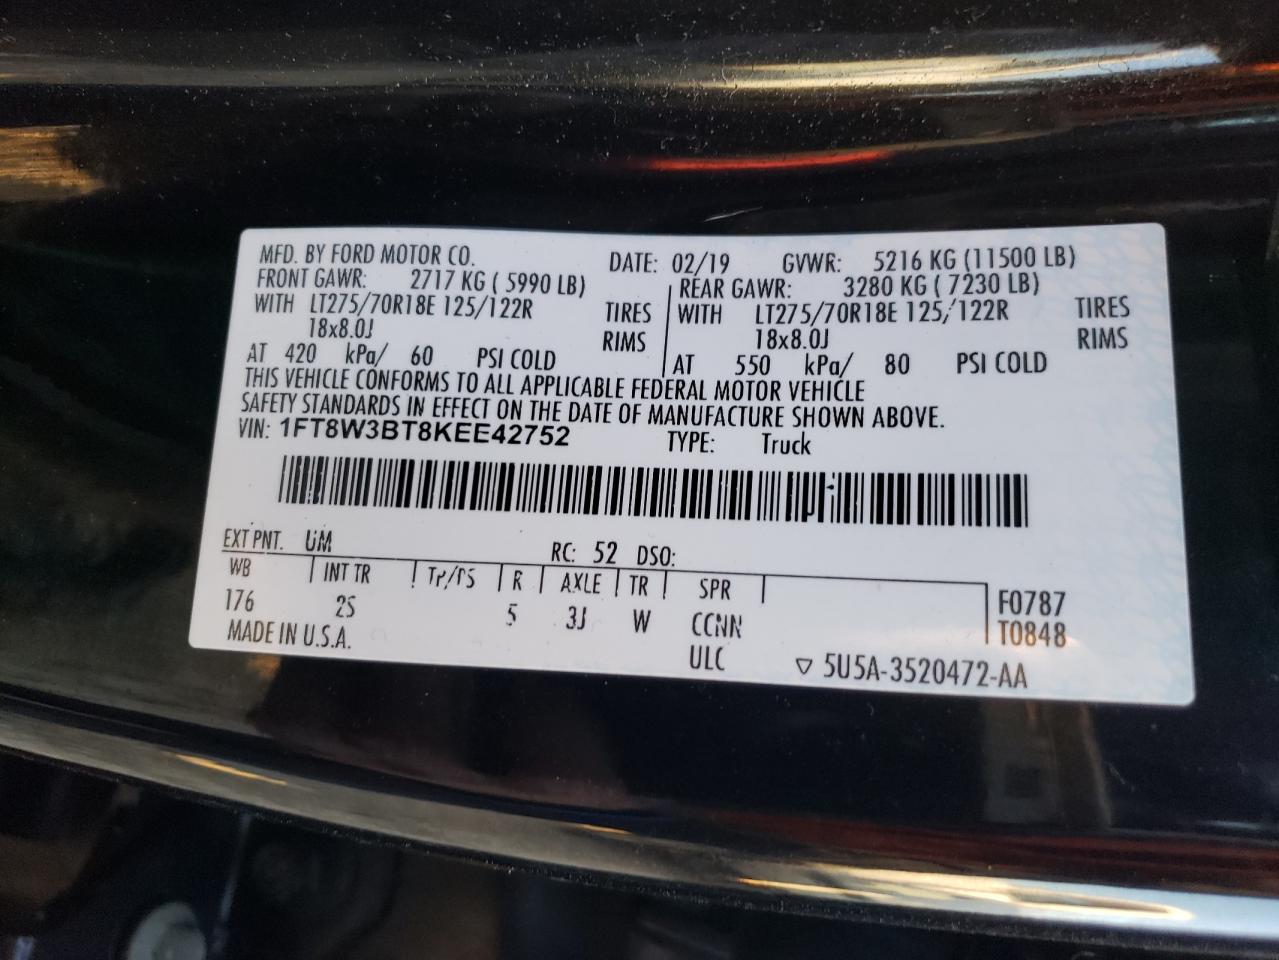 MFD. BY FORD MOTOR CO. DATE: 02/19 GVWR: 5216 KG (11500 LB)
FRONT GAWR: 2717 KG ( 5990 LB) REAR GAWR: 3280 KG ( 7230 LB)
WITH LT275/70R18E 125/122R TIRES WITH LT275/70R18E 125/122R TIRES
18x8.0J RIMS 18x8.0J RIMS
AT 420 kPa/ 60 PSI COLD AT 550 kPa/ 80 PSI COLD
THIS VEHICLE CONFORMS TO ALL APPLICABLE FEDERAL MOTOR VEHICLE
SAFETY STANDARDS IN EFFECT ON THE DATE OF MANUFACTURE SHOWN ABOVE.
VIN: 1FT8W3BT8KEE42752 TYPE: Truck
EXT PNT. UM RC: 52 DSO:
WB INT TR TP/PS R AXLE TR SPR
176 2S 5 3J W CCNN F0787
MADE IN U.S.A. ULC T0848
▽ 5U5A-3520472-AA